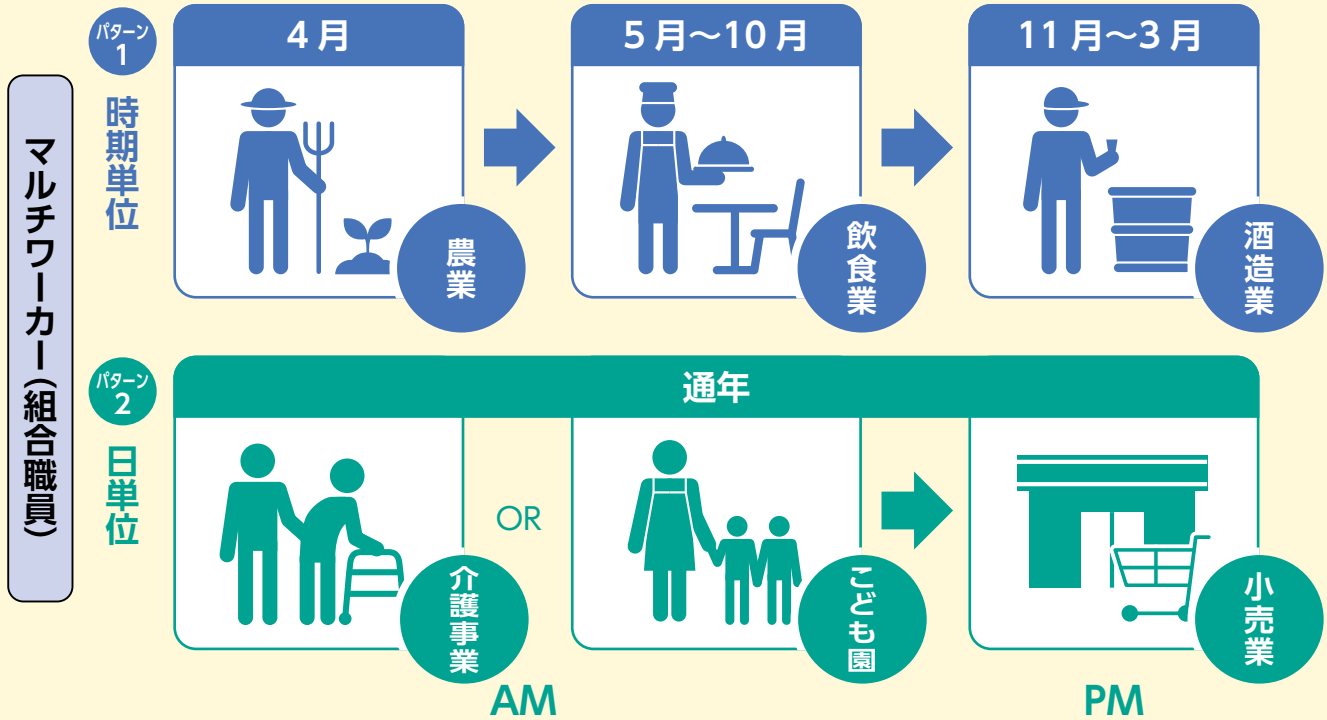 マルチワーカー(組合職員)
パターン
1
時期単位
4月
農業
5月～10月
飲食業
11月～3月
酒造業
パターン
2
日単位
通年
介護事業
OR
こども園
小売業
AM
PM